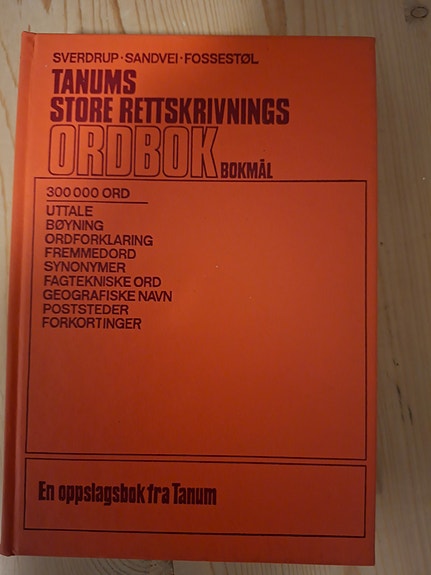 SVERDRUP · SANDVEI · FOSSESTØL
TANUMS
STORE RETTSKRIVNINGS
ORDBOK BOKMÅL
300 000 ORD
UTTALE
BØYNING
ORDFORKLARING
FREMMEDORD
SYNONYMER
FAGTEKNISKE ORD
GEOGRAFISKE NAVN
POSTSTEDER
FORKORTINGER
En oppslagsbok fra Tanum